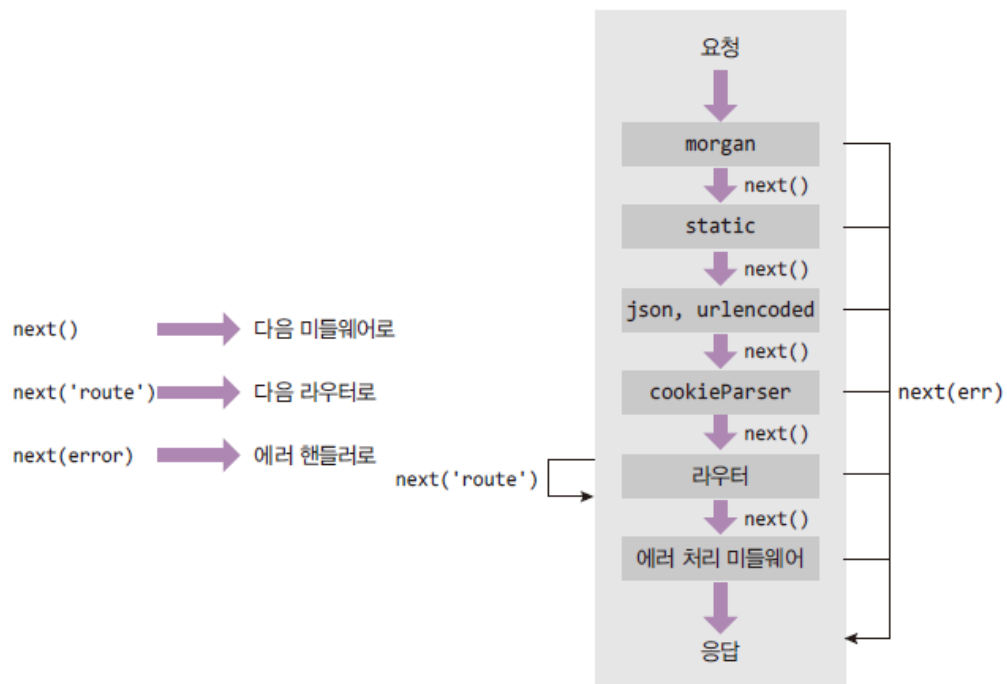 요청
morgan
next()
static
next()
json, urlencoded
next()
cookieParser
next()
라우터
next()
에러 처리 미들웨어
응답
next(err)
next('route')
next() 다음 미들웨어로
next('route') 다음 라우터로
next(error) 에러 핸들러로